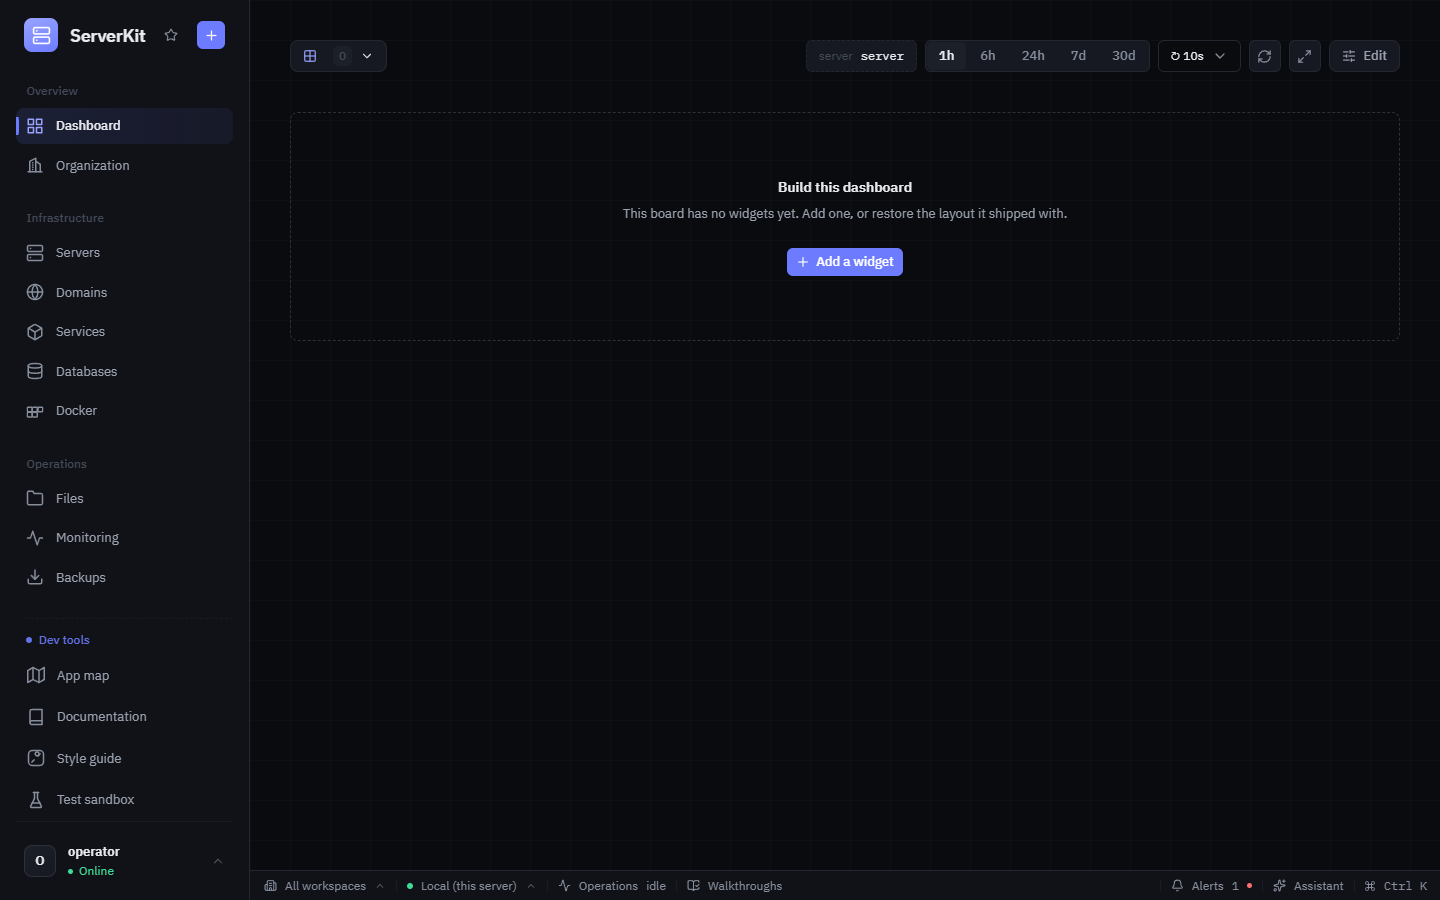 ServerKit
Overview
Dashboard
Organization
Infrastructure
Servers
Domains
Services
Databases
Docker
Operations
Files
Monitoring
Backups
Dev tools
App map
Documentation
Style guide
Test sandbox
O
operator
Online
0
server server
1h 6h 24h 7d 30d
↻ 10s
Edit
Build this dashboard
This board has no widgets yet. Add one, or restore the layout it shipped with.
Add a widget
All workspaces
Local (this server)
Operations idle
Walkthroughs
Alerts 1
Assistant
⌘ Ctrl K